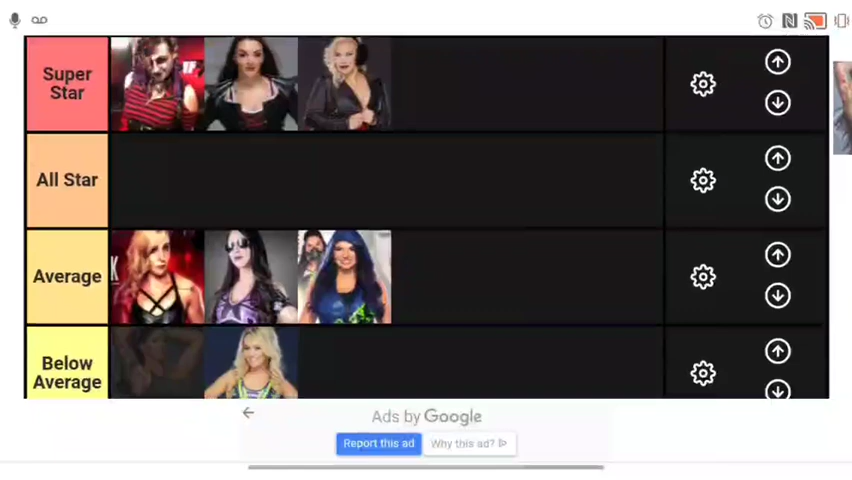 Super
Star
All Star
Average
Below
Average
Ads by Google
Report this ad
Why this ad?